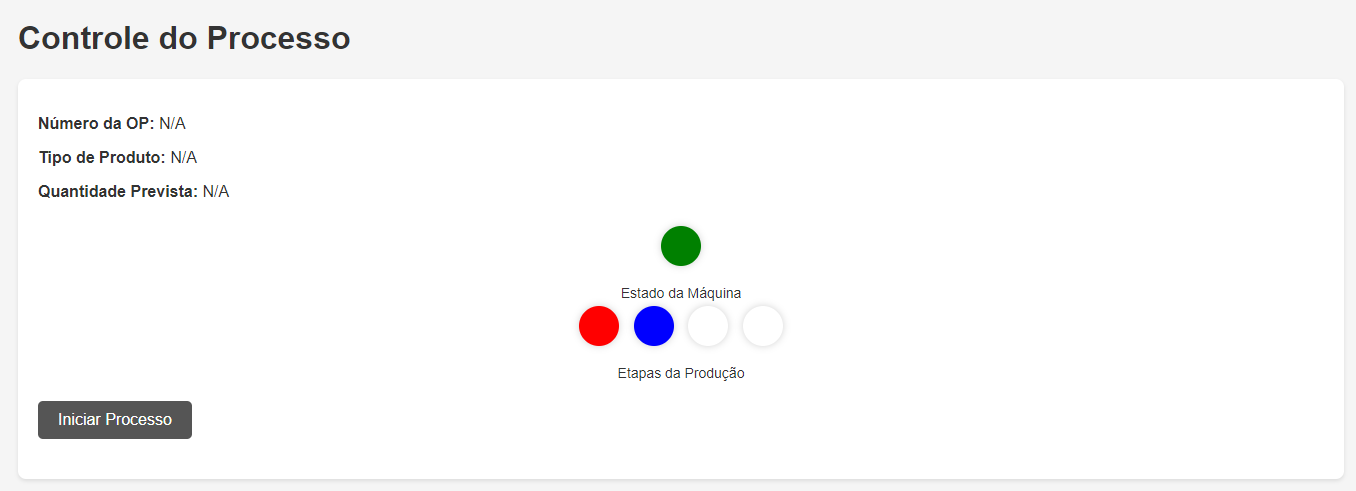 Controle do Processo
Número da OP: N/A
Tipo de Produto: N/A
Quantidade Prevista: N/A
Estado da Máquina
Etapas da Produção
Iniciar Processo